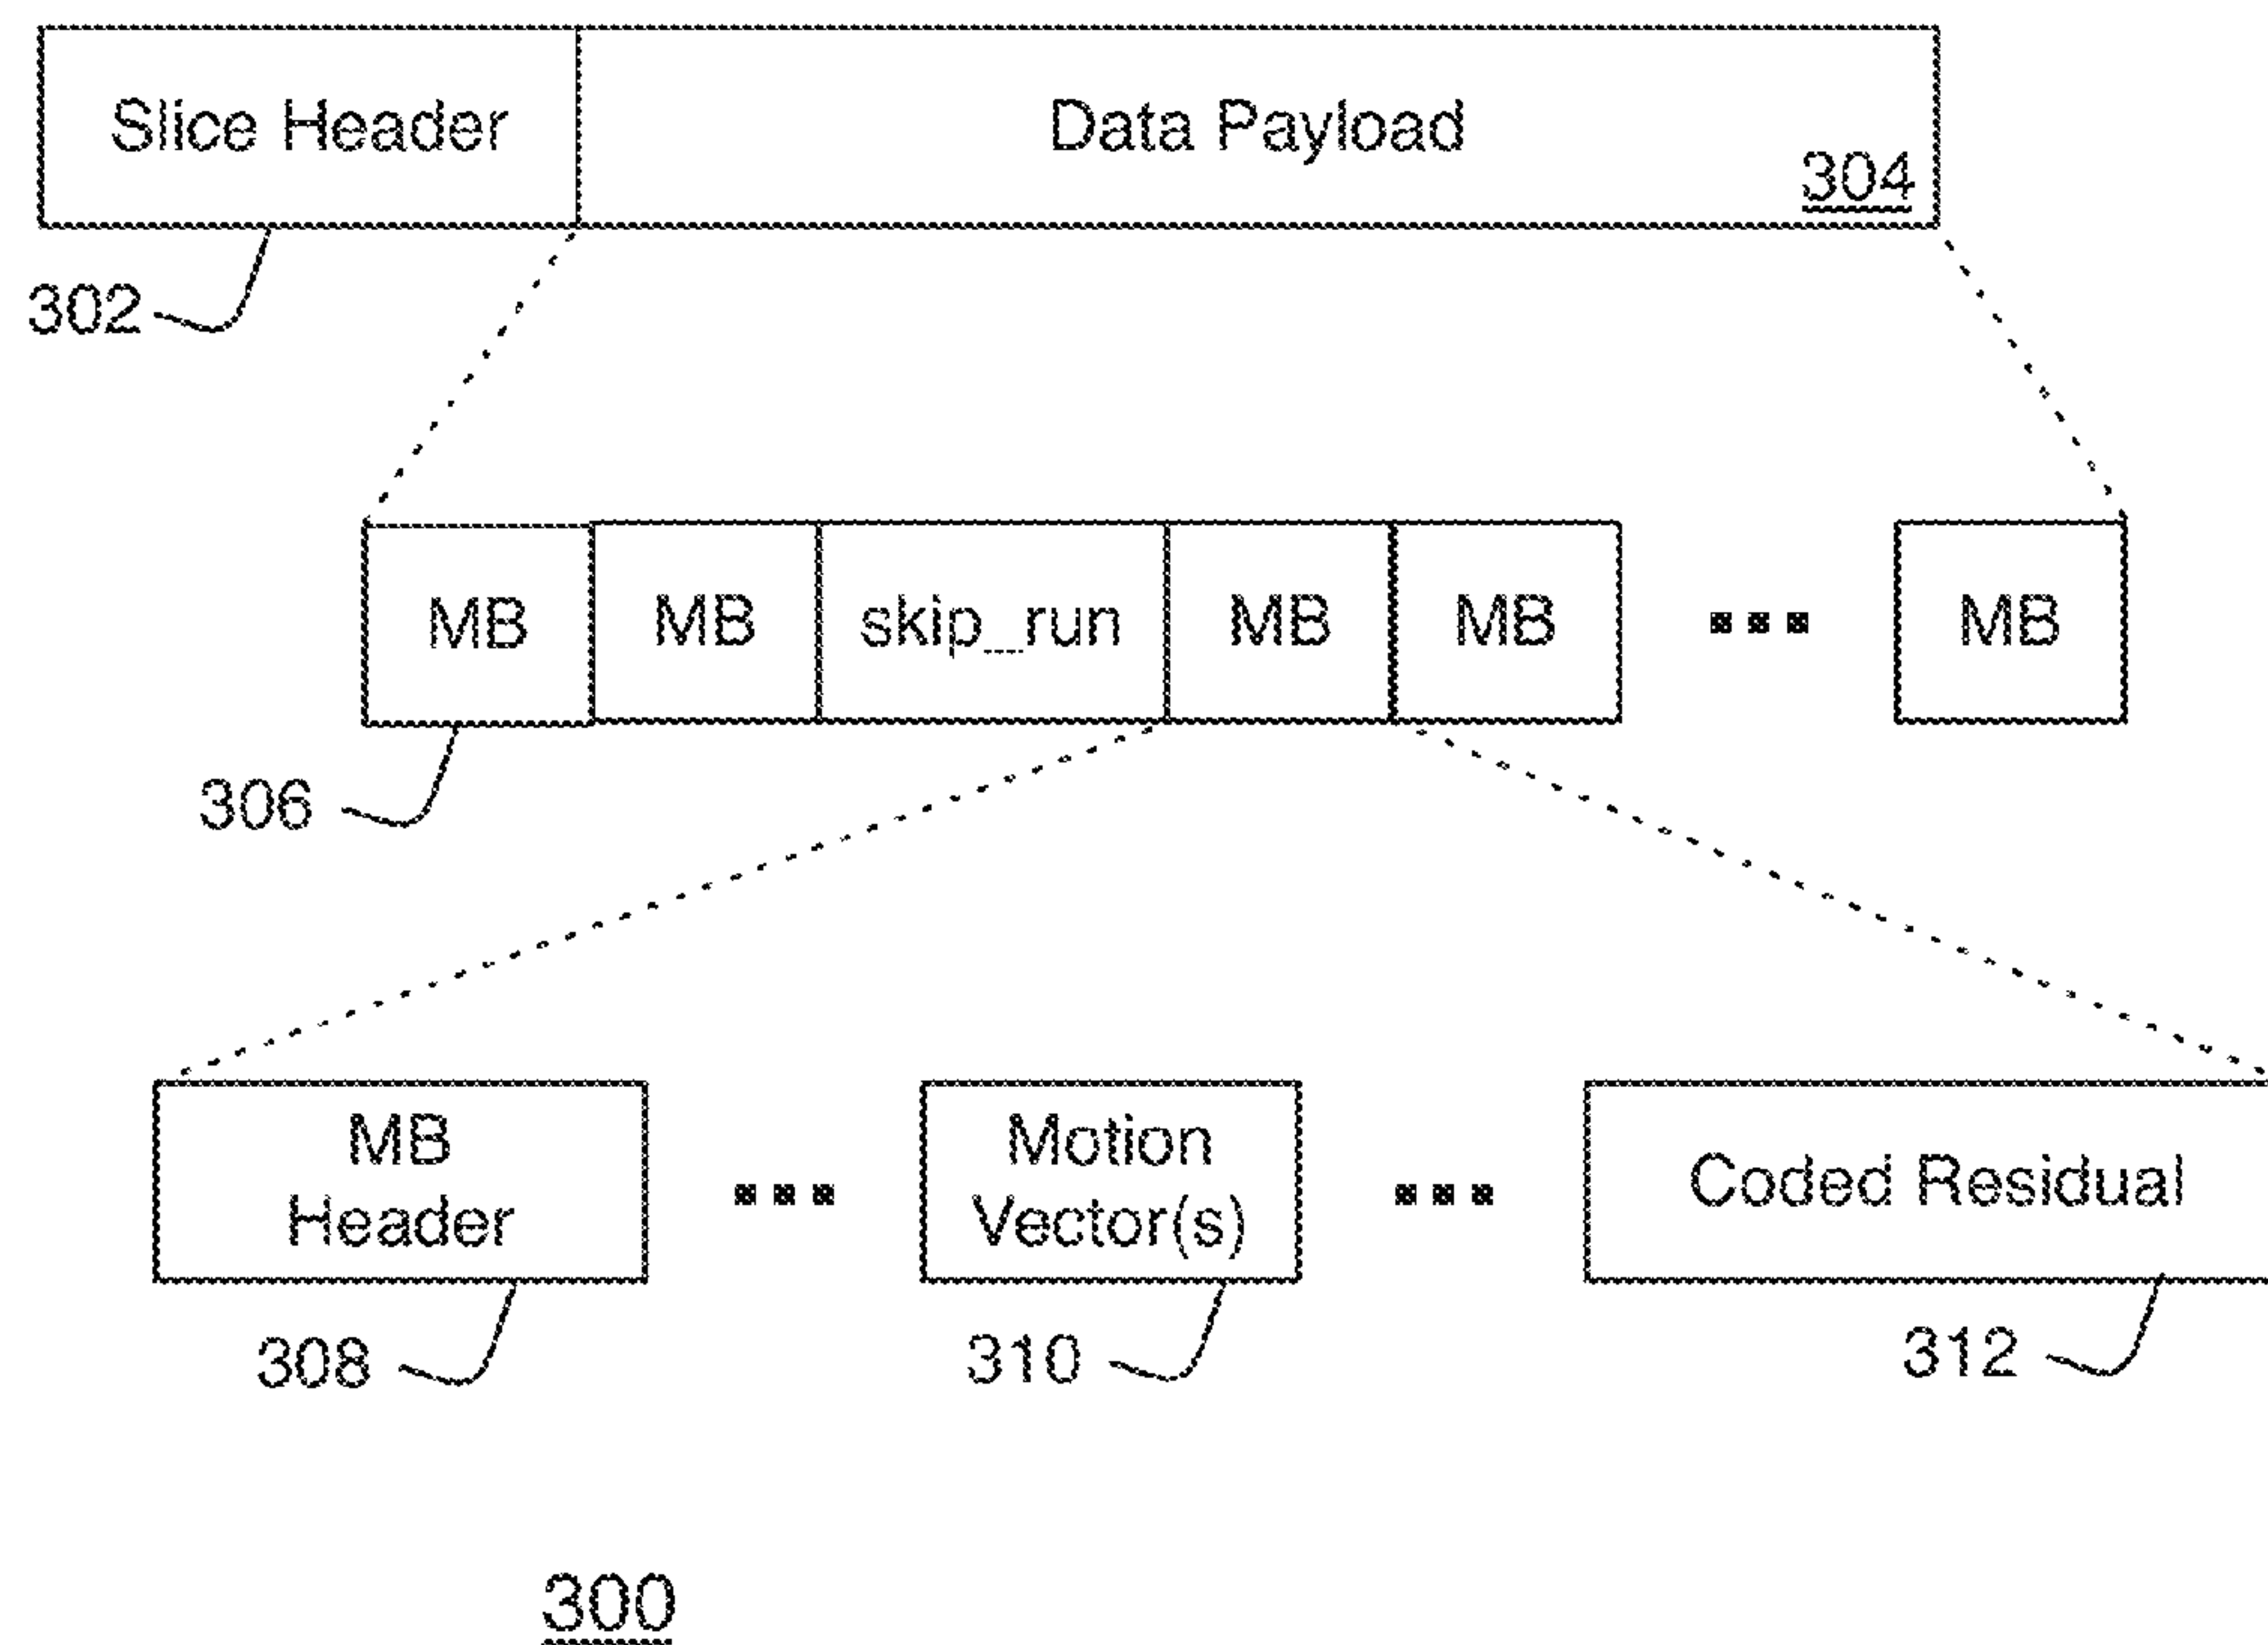 Slice Header
Data Payload
304
302
MB MB skip_run MB MB MB
306
MB
Header
Motion
Vector(s)
Coded Residual
308
310
312
300